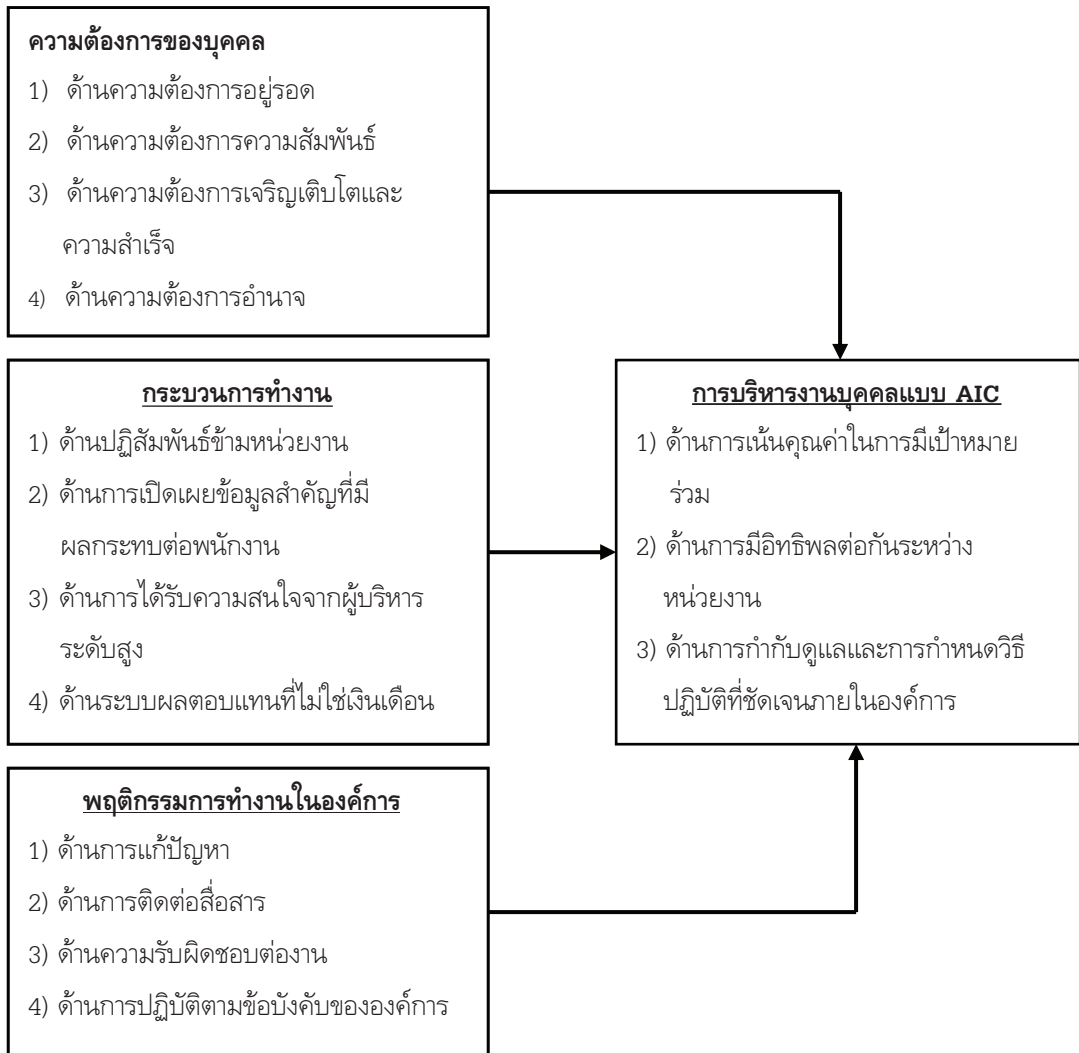 ความต้องการของบุคคล
1) ด้านความต้องการอยู่รอด
2) ด้านความต้องการความสัมพันธ์
3) ด้านความต้องการเจริญเติบโตและ
ความสำเร็จ
4) ด้านความต้องการอำนาจ
กระบวนการทำงาน
1) ด้านปฏิสัมพันธ์ข้ามหน่วยงาน
2) ด้านการเปิดเผยข้อมูลสำคัญที่มี
ผลกระทบต่อพนักงาน
3) ด้านการได้รับความสนใจจากผู้บริหาร
ระดับสูง
4) ด้านระบบผลตอบแทนที่ไม่ใช่เงินเดือน
พฤติกรรมการทำงานในองค์การ
1) ด้านการแก้ปัญหา
2) ด้านการติดต่อสื่อสาร
3) ด้านความรับผิดชอบต่องาน
4) ด้านการปฏิบัติตามข้อบังคับขององค์การ
การบริหารงานบุคคลแบบ AIC
1) ด้านการเน้นคุณค่าในการมีเป้าหมาย
ร่วม
2) ด้านการมีอิทธิพลต่อกันระหว่าง
หน่วยงาน
3) ด้านการกำกับดูแลและการกำหนดวิธี
ปฏิบัติที่ชัดเจนภายในองค์การ